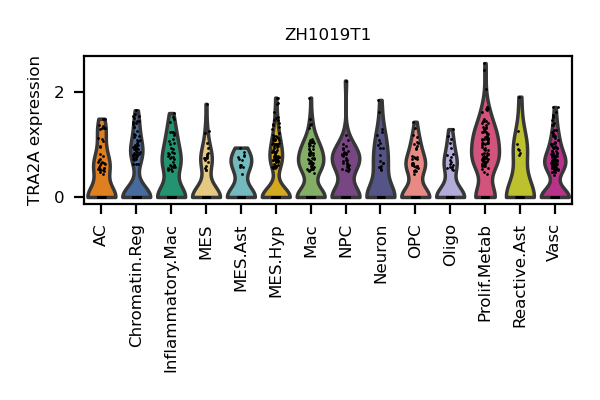 ZH1019T1
TRA2A expression
2
0
AC
Chromatin.Reg
Inflammatory.Mac
MES
MES.Ast
MES.Hyp
Mac
NPC
Neuron
OPC
Oligo
Prolif.Metab
Reactive.Ast
Vasc